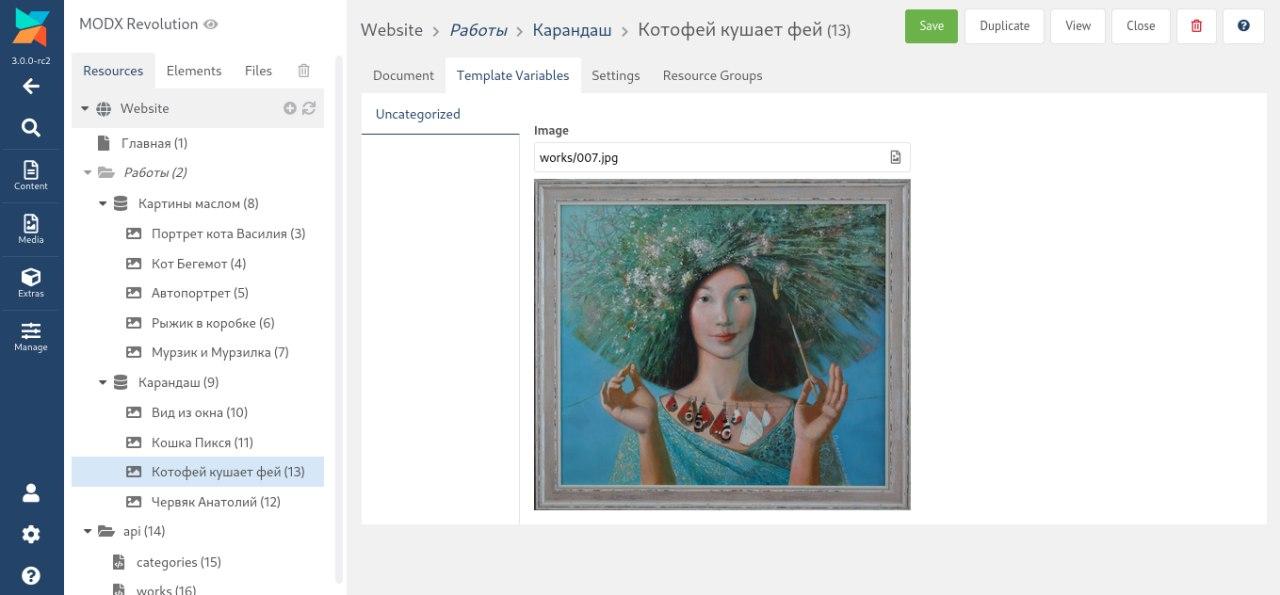 MODX Revolution
3.0.0-rc2
Content
Media
Extras
Manage
Resources Elements Files
Website
Главная (1)
Работы (2)
Картины маслом (8)
Портрет кота Василия (3)
Кот Бегемот (4)
Автопортрет (5)
Рыжик в коробке (6)
Мурзик и Мурзилка (7)
Карандаш (9)
Вид из окна (10)
Кошка Пикся (11)
Котофей кушает фей (13)
Червяк Анатолий (12)
api (14)
categories (15)
works (16)
Website > Работы > Карандаш > Котофей кушает фей (13)
Save Duplicate View Close
Document Template Variables Settings Resource Groups
Uncategorized
Image
works/007.jpg